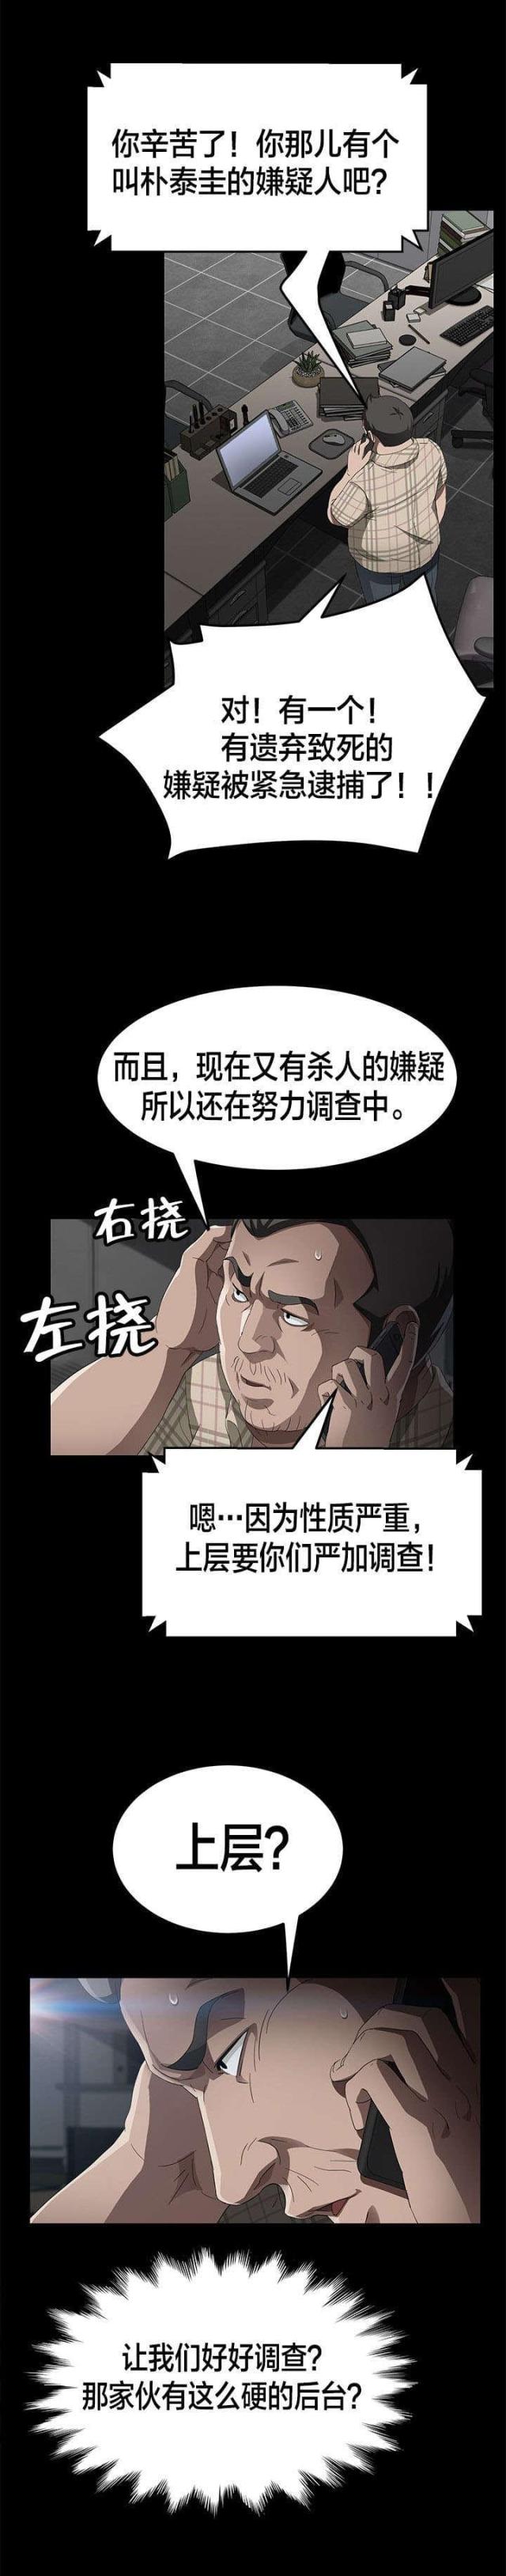 你辛苦了！你那儿有个
叫朴泰圭的嫌疑人吧？
对！有一个！
有遗弃致死的
嫌疑被紧急逮捕了！！
而且，现在又有杀人的嫌疑
所以还在努力调查中。
右挠
左挠
嗯…因为性质严重，
上层要你们严加调查！
上层？
让我们好好调查？
那家伙有这么硬的后台？